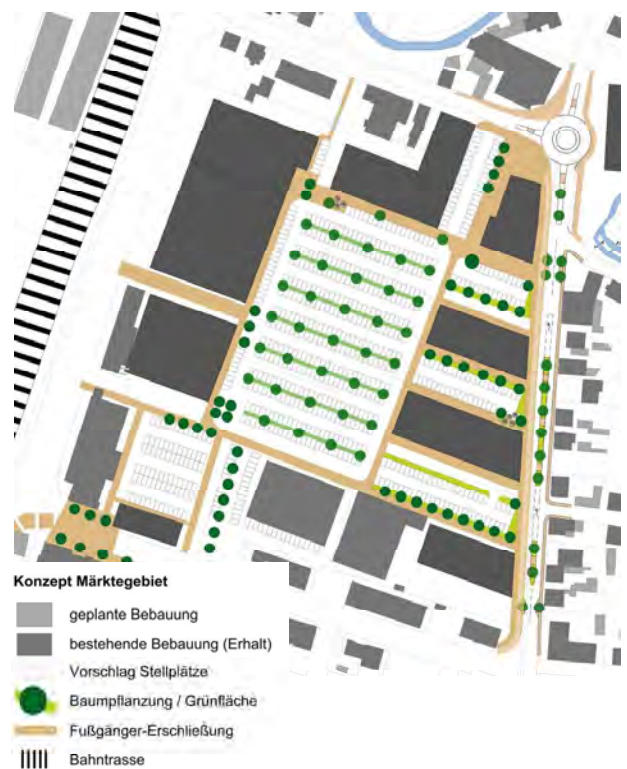 Konzept Märktegebiet
geplante Bebauung
bestehende Bebauung (Erhalt)
Vorschlag Stellplätze
Baumpflanzung / Grünfläche
Fußgänger-Erschließung
Bahntrasse